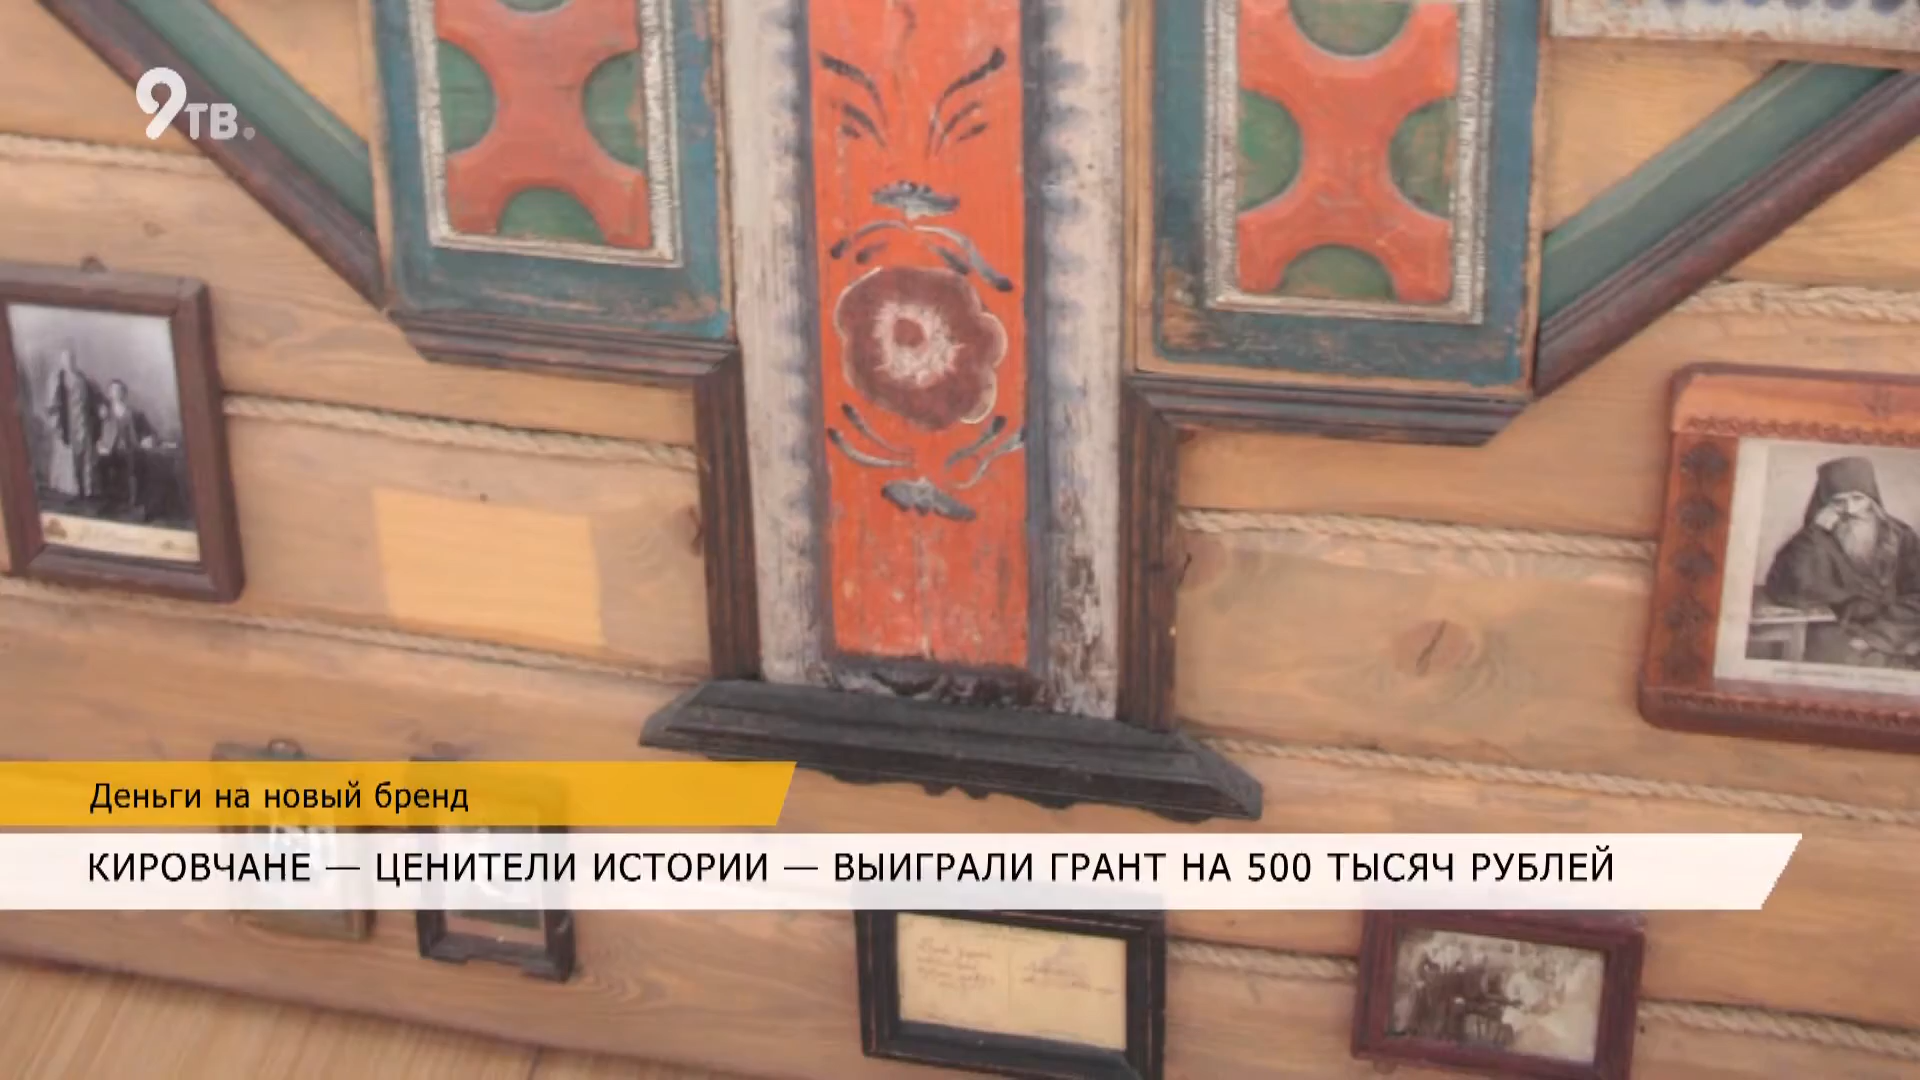 9ТВ.
Деньги на новый бренд
КИРОВЧАНЕ — ЦЕНИТЕЛИ ИСТОРИИ — ВЫИГРАЛИ ГРАНТ НА 500 ТЫСЯЧ РУБЛЕЙ